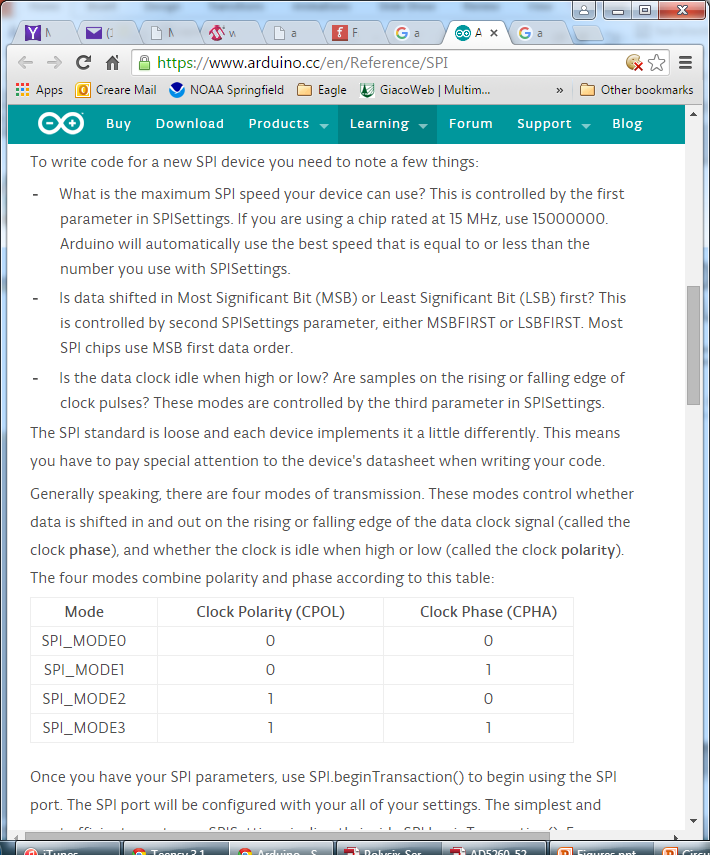 https://www.arduino.cc/en/Reference/SPI
Apps Creare Mail NOAA Springfield Eagle GiacoWeb | Multim... » Other bookmarks
Buy Download Products Learning Forum Support Blog
To write code for a new SPI device you need to note a few things:
- What is the maximum SPI speed your device can use? This is controlled by the first
parameter in SPISettings. If you are using a chip rated at 15 MHz, use 15000000.
Arduino will automatically use the best speed that is equal to or less than the
number you use with SPISettings.
- Is data shifted in Most Significant Bit (MSB) or Least Significant Bit (LSB) first? This
is controlled by second SPISettings parameter, either MSBFIRST or LSBFIRST. Most
SPI chips use MSB first data order.
- Is the data clock idle when high or low? Are samples on the rising or falling edge of
clock pulses? These modes are controlled by the third parameter in SPISettings.
The SPI standard is loose and each device implements it a little differently. This means
you have to pay special attention to the device's datasheet when writing your code.
Generally speaking, there are four modes of transmission. These modes control whether
data is shifted in and out on the rising or falling edge of the data clock signal (called the
clock phase), and whether the clock is idle when high or low (called the clock polarity).
The four modes combine polarity and phase according to this table:
Mode Clock Polarity (CPOL) Clock Phase (CPHA)
SPI_MODE0 0 0
SPI_MODE1 0 1
SPI_MODE2 1 0
SPI_MODE3 1 1
Once you have your SPI parameters, use SPI.beginTransaction() to begin using the SPI
port. The SPI port will be configured with your all of your settings. The simplest and
iTunes Teensy 3.1 Arduino - S AD5260_52 Figures.ppt